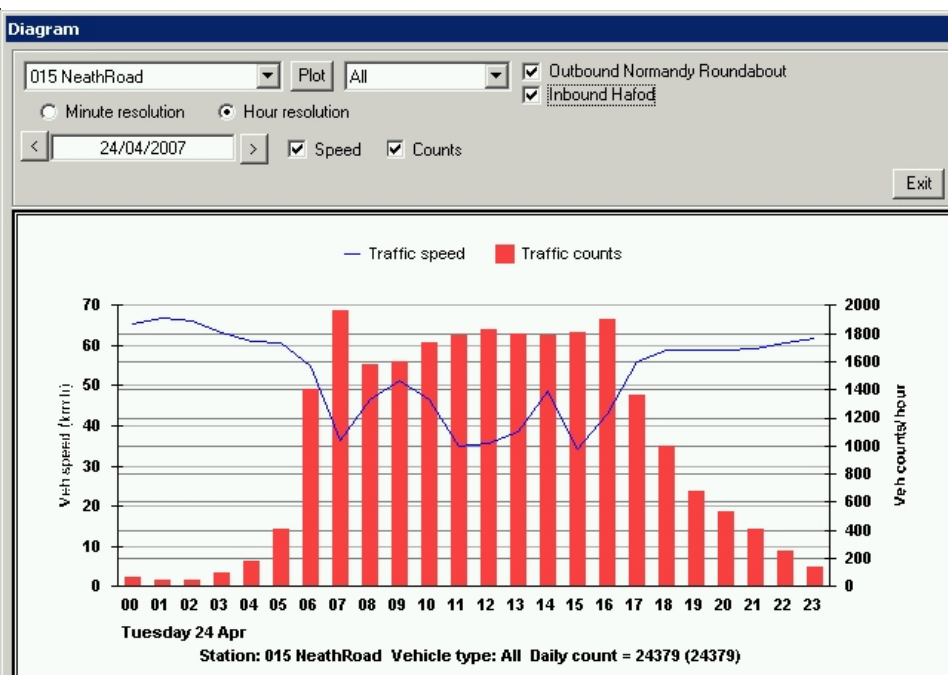 Diagram
015 NeathRoad Plot All
Outbound Normandy Roundabout
Inbound Hafod
Minute resolution Hour resolution
< 24/04/2007 > Speed Counts
Exit
Traffic speed Traffic counts
Veh speed (km h)
70
60
50
40
30
20
10
0
2000
1800
1600
1400
1200
1000
800
600
400
200
0
Veh counts/hour
00 01 02 03 04 05 06 07 08 09 10 11 12 13 14 15 16 17 18 19 20 21 22 23
Tuesday 24 Apr
Station: 015 NeathRoad Vehicle type: All Daily count = 24379 (24379)